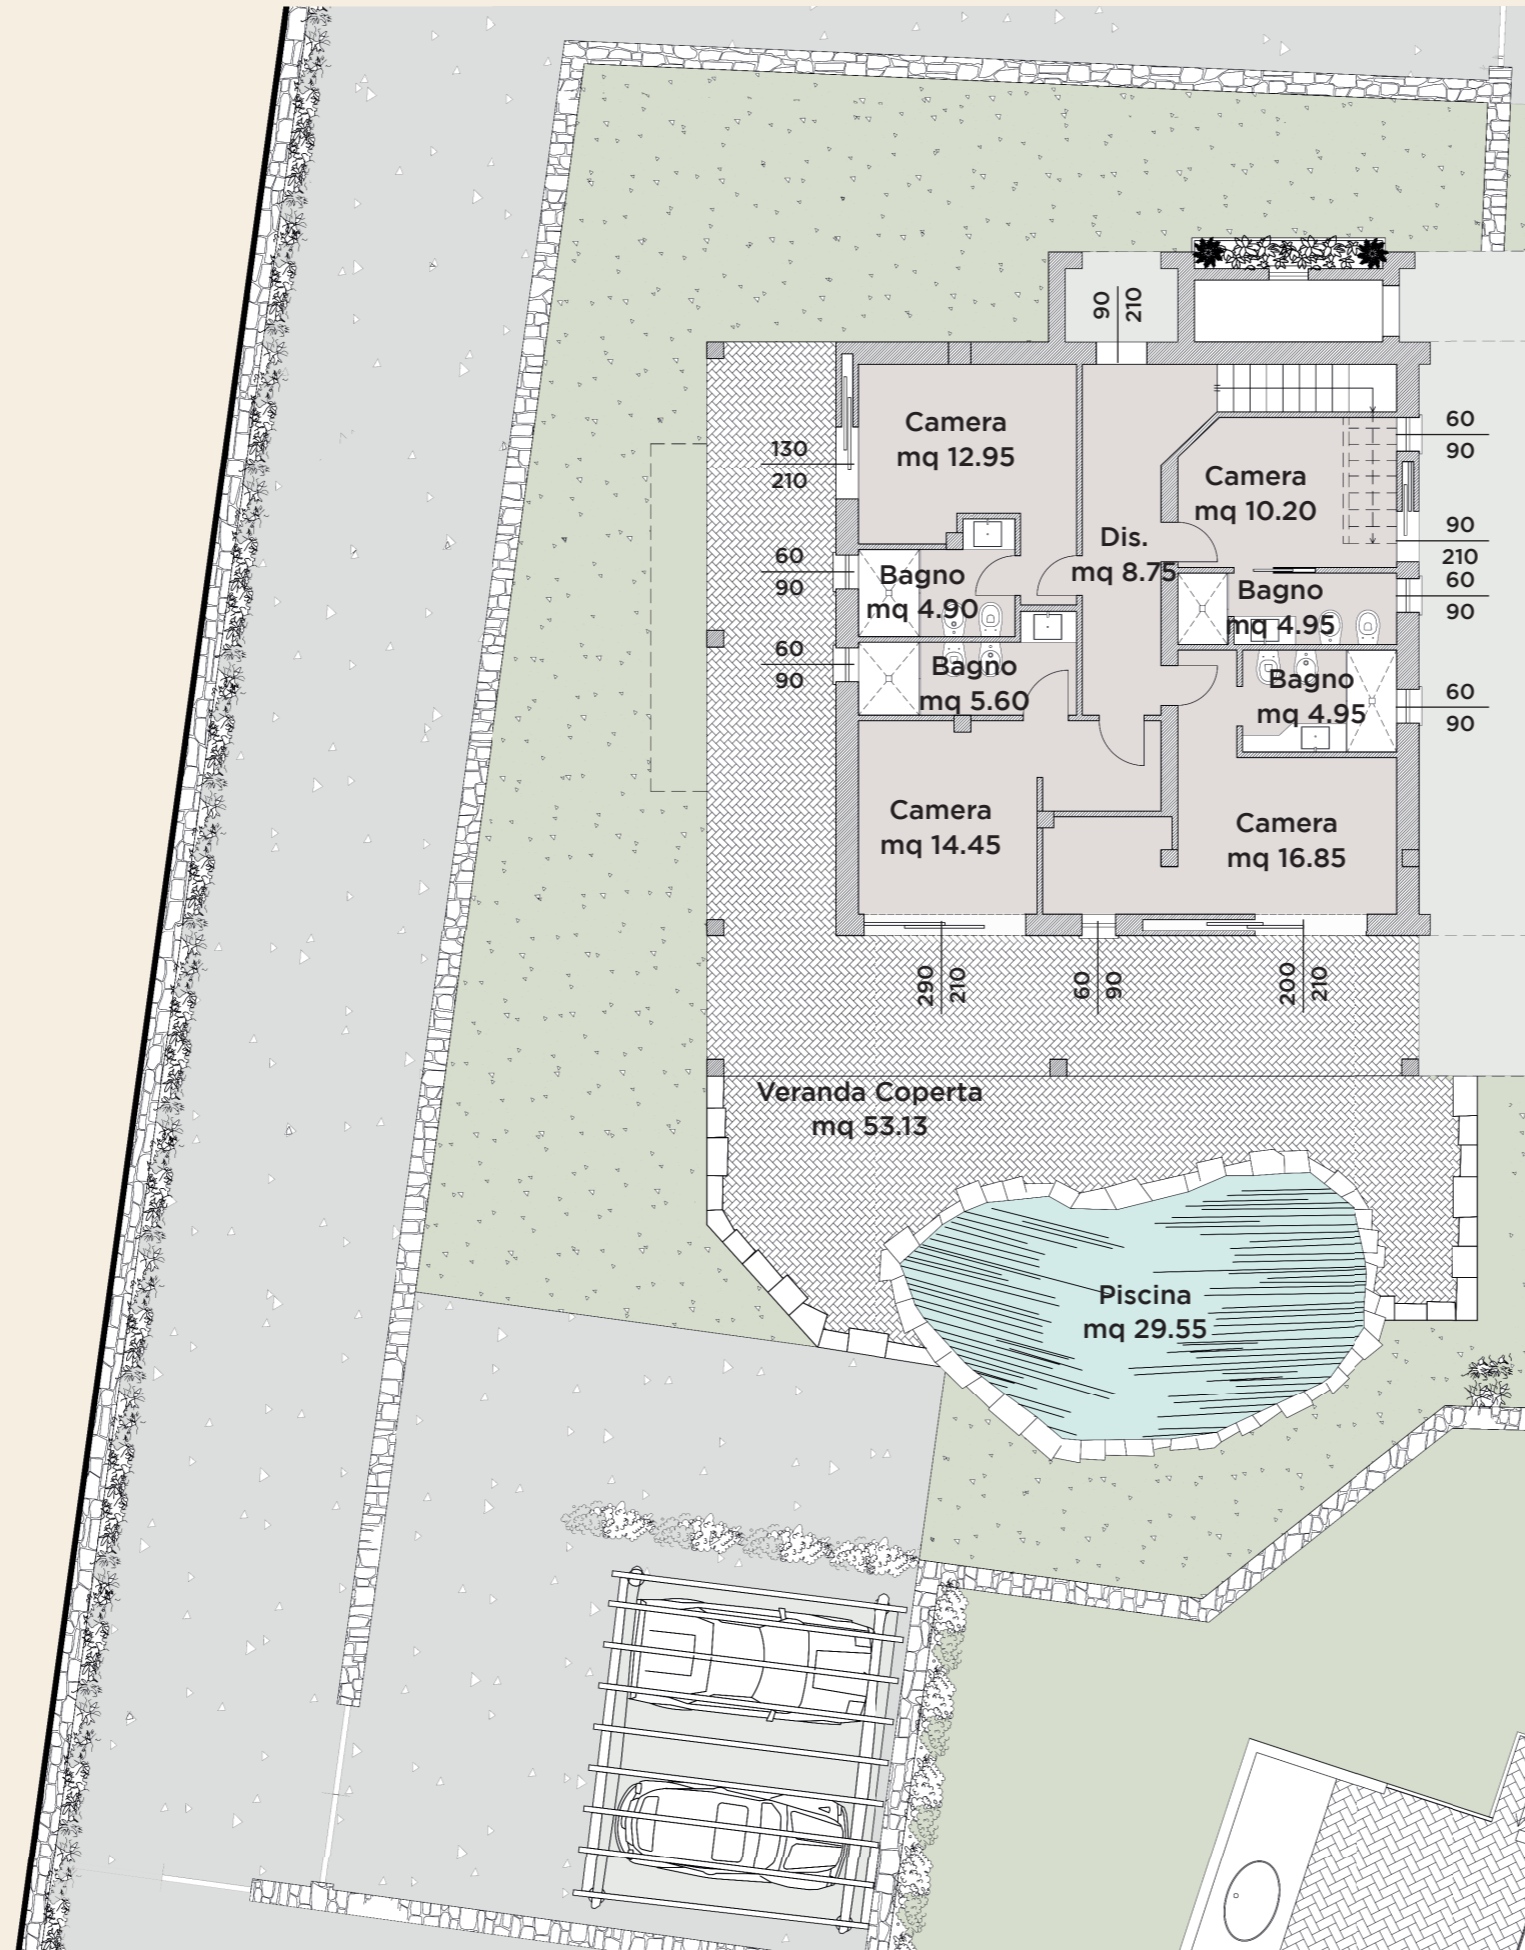 90
210
Camera
mq 12.95
60
90
130
210
Camera
mq 10.20
90
210
Dis.
mq 8.75
60
90
Bagno
mq 4.90
60
90
Bagno
mq 4.95
60
90
Bagno
mq 5.60
Bagno
mq 4.95
60
90
Camera
mq 14.45
Camera
mq 16.85
290
210
60
90
200
210
Veranda Coperta
mq 53.13
Piscina
mq 29.55